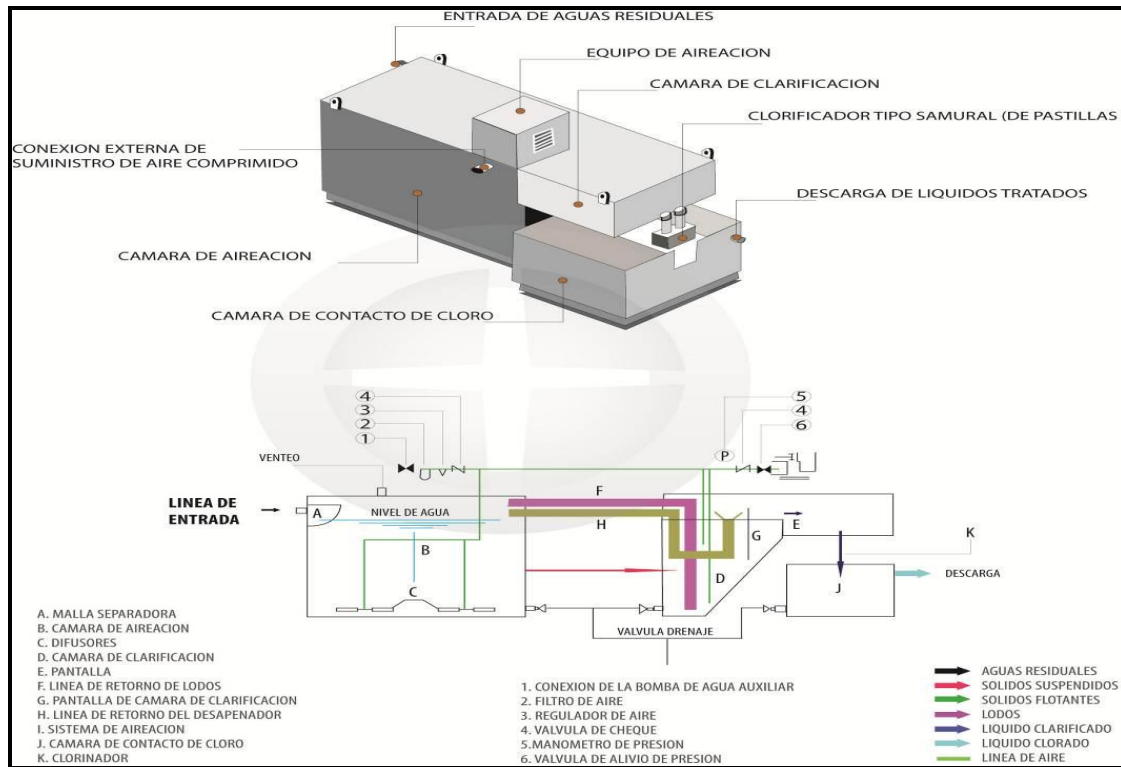 ENTRADA DE AGUAS RESIDUALES
EQUIPO DE AIREACION
CAMARA DE CLARIFICACION
CLORIFICADOR TIPO SAMURAL (DE PASTILLAS
CONEXION EXTERNA DE
SUMINISTRO DE AIRE COMPRIMIDO
DESCARGA DE LIQUIDOS TRATADOS
CAMARA DE AIREACION
CAMARA DE CONTACTO DE CLORO
4
3
2
1
5
4
6
P
VENTEO
LINEA DE
ENTRADA
A
NIVEL DE AGUA
B
C
F
H
G
E
D
I
K
J
DESCARGA
VALVULA DRENAJE
A. MALLA SEPARADORA
B. CAMARA DE AIREACION
C. DIFUSORES
D. CAMARA DE CLARIFICACION
E. PANTALLA
F. LINEA DE RETORNO DE LODOS
G. PANTALLA DE CAMARA DE CLARIFICACION
H. LINEA DE RETORNO DEL DESAPENADOR
I. SISTEMA DE AIREACION
J. CAMARA DE CONTACTO DE CLORO
K. CLORINADOR
1. CONEXION DE LA BOMBA DE AGUA AUXILIAR
2. FILTRO DE AIRE
3. REGULADOR DE AIRE
4. VALVULA DE CHEQUE
5.MANOMETRO DE PRESION
6. VALVULA DE ALIVIO DE PRESION
AGUAS RESIDUALES
SOLIDOS SUSPENDIDOS
SOLIDOS FLOTANTES
LODOS
LIQUIDO CLARIFICADO
LIQUIDO CLORADO
LINEA DE AIRE